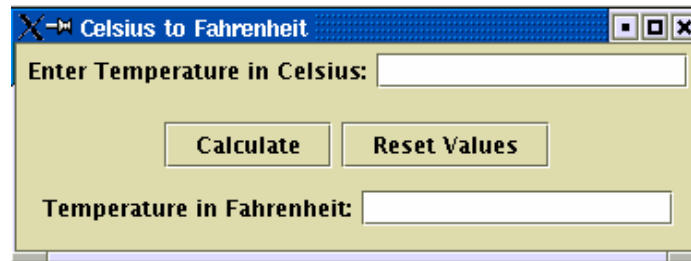 Celsius to Fahrenheit
Enter Temperature in Celsius:
Calculate Reset Values
Temperature in Fahrenheit: